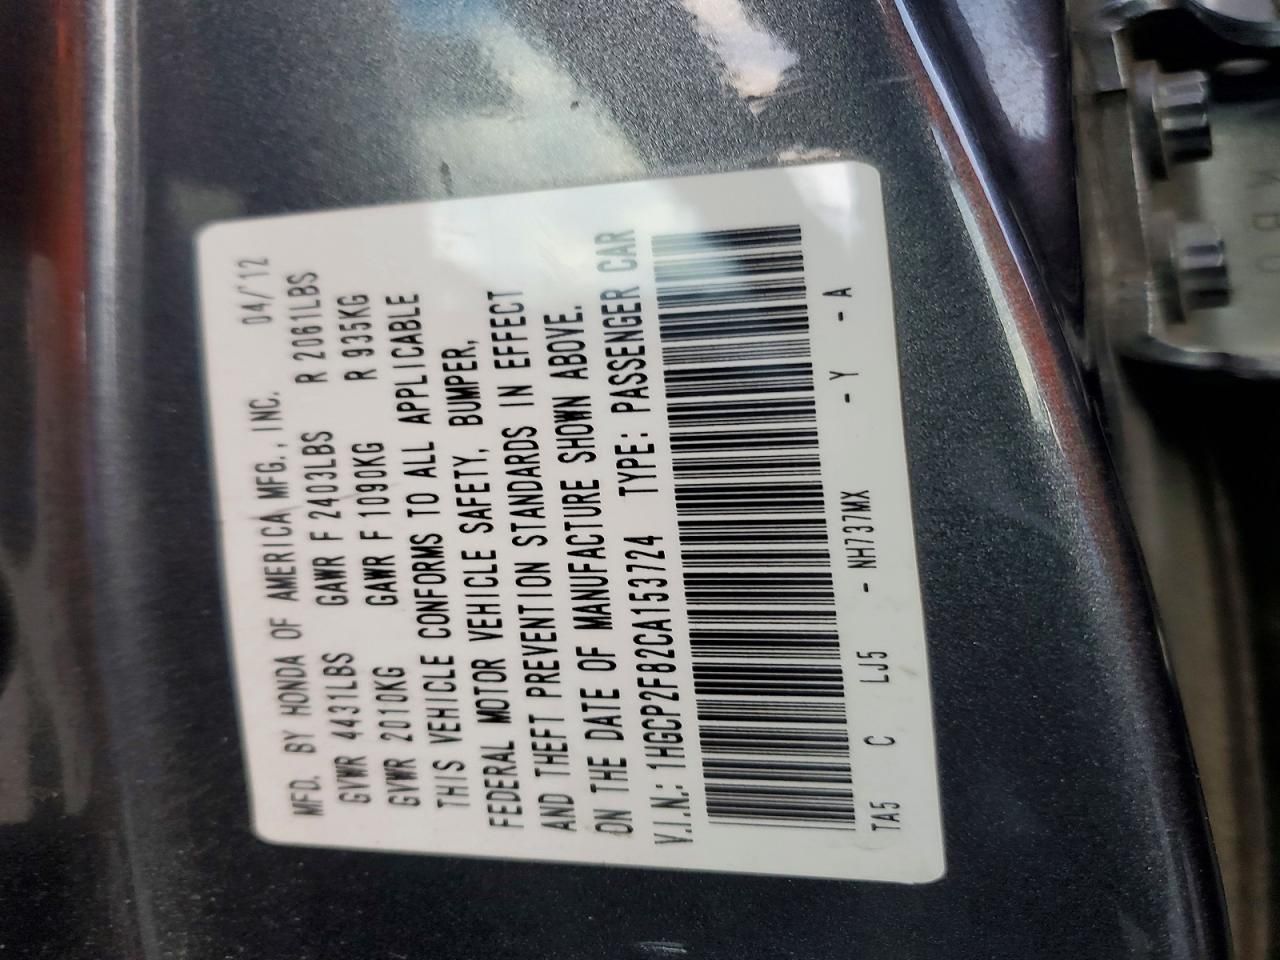 MFD. BY HONDA OF AMERICA MFG., INC. 04/'12
GVWR 4431LBS GAWR F 2403LBS R 2061LBS
GVWR 2010KG GAWR F 1090KG R 935KG
THIS VEHICLE CONFORMS TO ALL APPLICABLE
FEDERAL MOTOR VEHICLE SAFETY, BUMPER,
AND THEFT PREVENTION STANDARDS IN EFFECT
ON THE DATE OF MANUFACTURE SHOWN ABOVE.
V.I.N.: 1HGCP2F82CA153724 TYPE: PASSENGER CAR
TA5 C LJ5 - NH737MX - Y - A